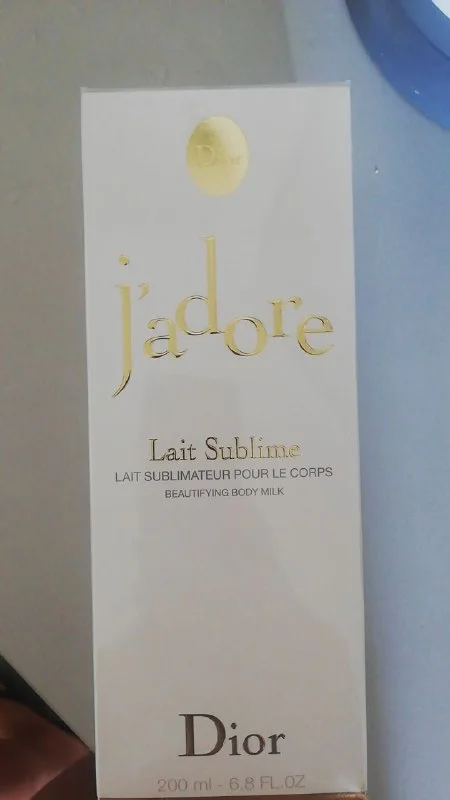 Dior
j'adore
Lait Sublime
LAIT SUBLIMATEUR POUR LE CORPS
BEAUTIFYING BODY MILK
Dior
200 ml - 6.8 FL.OZ